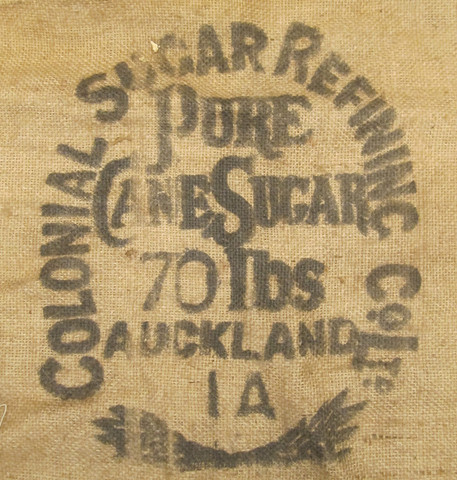 COLONIAL SUGAR REFINING Co LTD
PURE
CANE SUGAR
70 lbs
AUCKLAND
1A